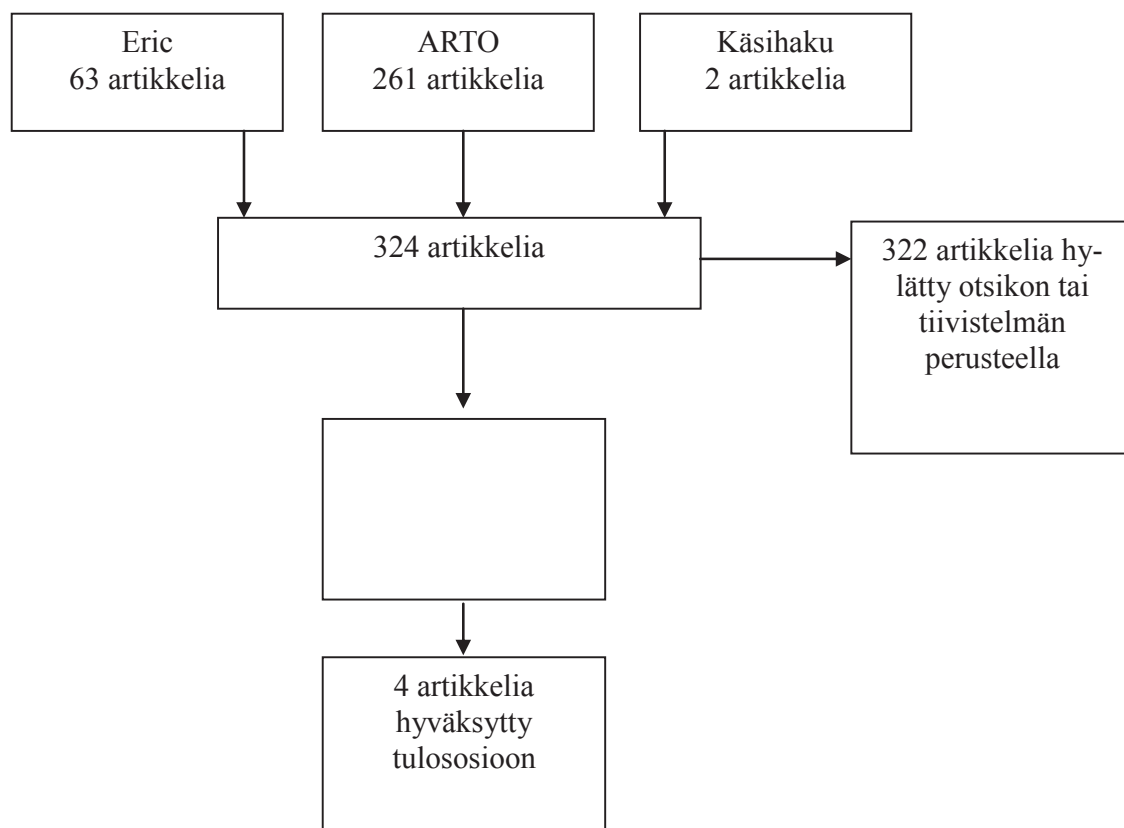 Eric
63 artikkelia
ARTO
261 artikkelia
Käsihaku
2 artikkelia
324 artikkelia
322 artikkelia hy-
lätty otsikon tai
tiivistelmän
perusteella
4 artikkelia
hyväksytty
tulososioon